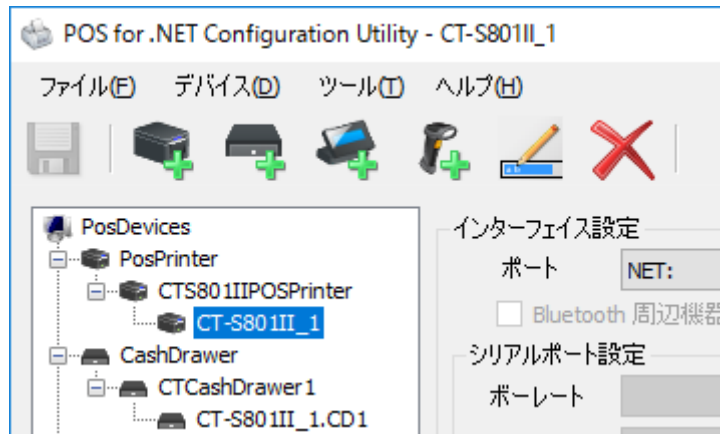 POS for .NET Configuration Utility - CT-S801II_1
ファイル(F) デバイス(D) ツール(T) ヘルプ(H)
PosDevices
PosPrinter
CTS801IIPOSPrinter
CT-S801II_1
CashDrawer
CTCashDrawer1
CT-S801II_1.CD1
インターフェイス設定
ポート NET:
Bluetooth 周辺機器
シリアルポート設定
ボーレート